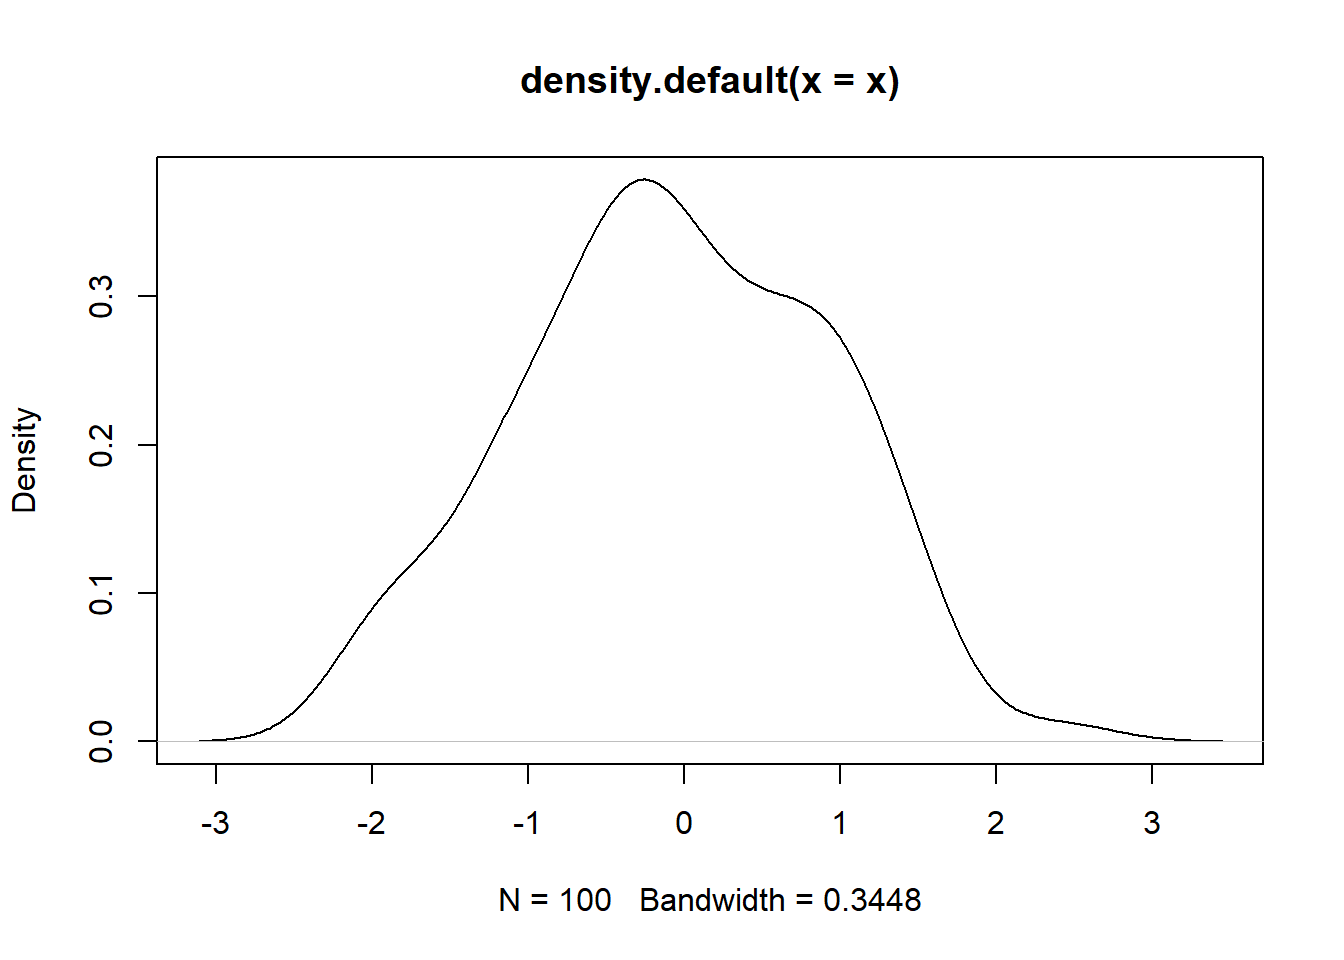 density.default(x = x)
Density
0.3
0.2
0.1
0.0
-3 -2 -1 0 1 2 3
N = 100   Bandwidth = 0.3448